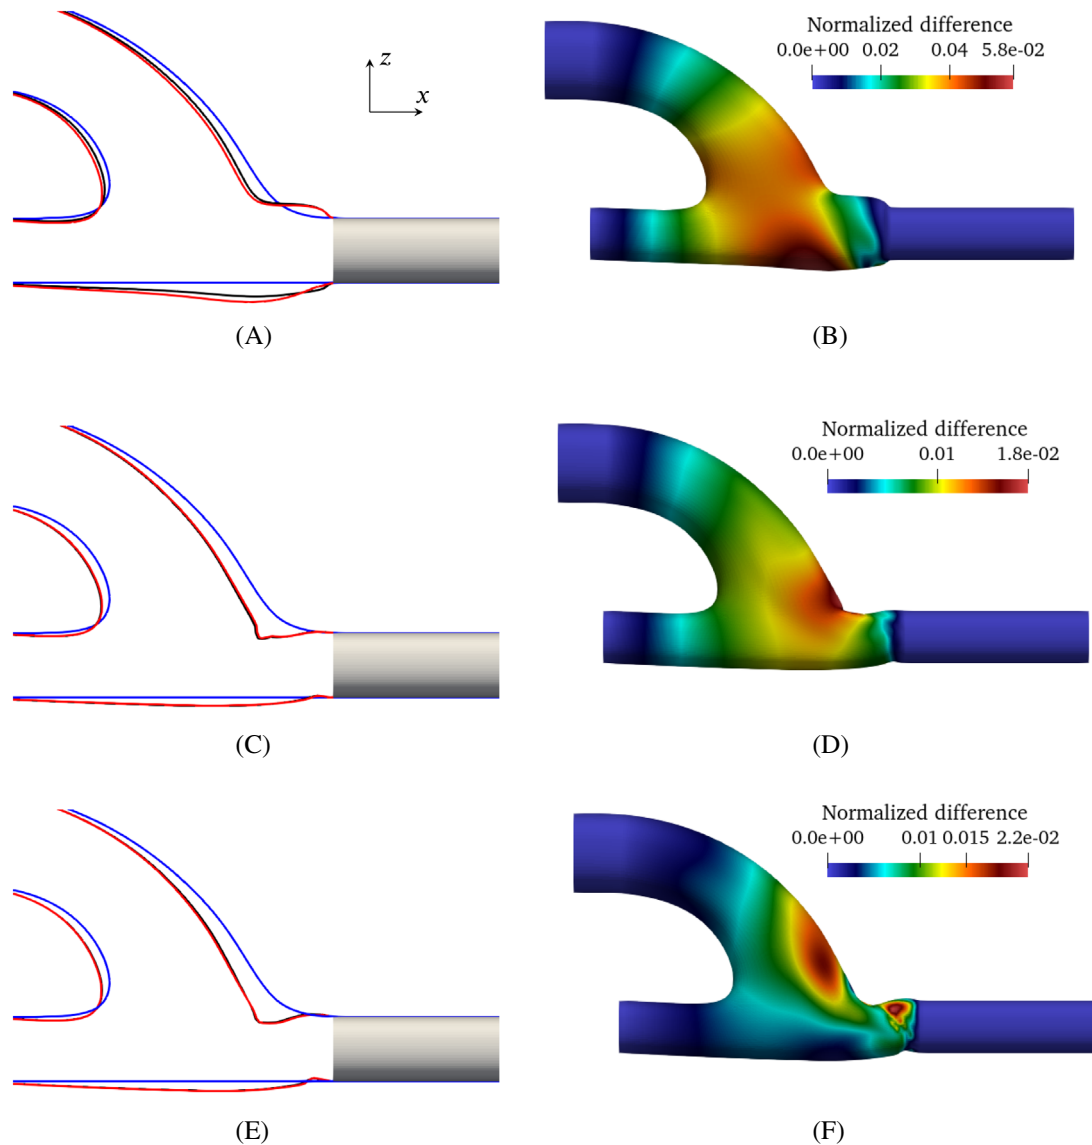 z
x
Normalized difference
0.0e+00 0.02 0.04 5.8e-02
(A)
(B)
Normalized difference
0.0e+00 0.01 1.8e-02
(C)
(D)
Normalized difference
0.0e+00 0.01 0.015 2.2e-02
(E)
(F)